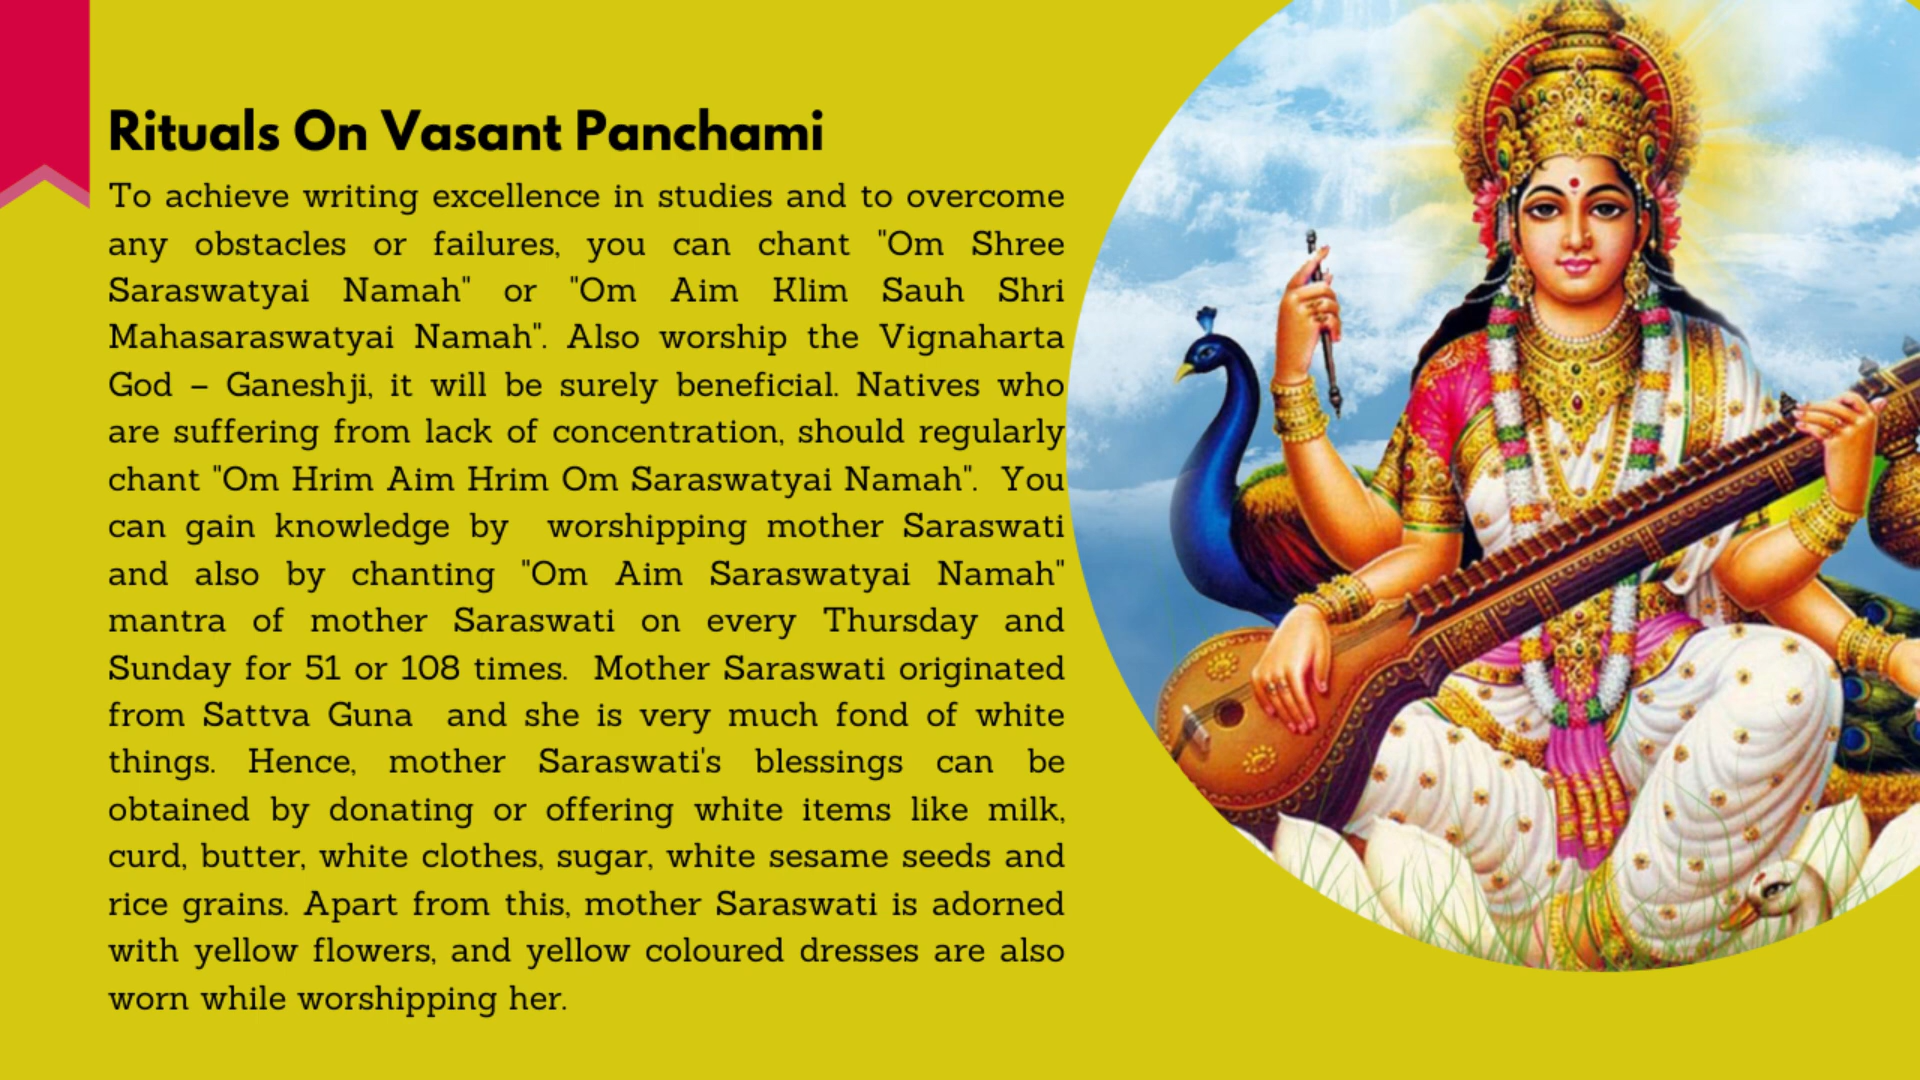 Rituals On Vasant Panchami
To achieve writing excellence in studies and to overcome
any obstacles or failures, you can chant "Om Shree
Saraswatyai Namah" or "Om Aim Klim Sauh Shri
Mahasaraswatyai Namah". Also worship the Vignaharta
God – Ganeshji, it will be surely beneficial. Natives who
are suffering from lack of concentration, should regularly
chant "Om Hrim Aim Hrim Om Saraswatyai Namah". You
can gain knowledge by worshipping mother Saraswati
and also by chanting "Om Aim Saraswatyai Namah"
mantra of mother Saraswati on every Thursday and
Sunday for 51 or 108 times. Mother Saraswati originated
from Sattva Guna and she is very much fond of white
things. Hence, mother Saraswati's blessings can be
obtained by donating or offering white items like milk,
curd, butter, white clothes, sugar, white sesame seeds and
rice grains. Apart from this, mother Saraswati is adorned
with yellow flowers, and yellow coloured dresses are also
worn while worshipping her.